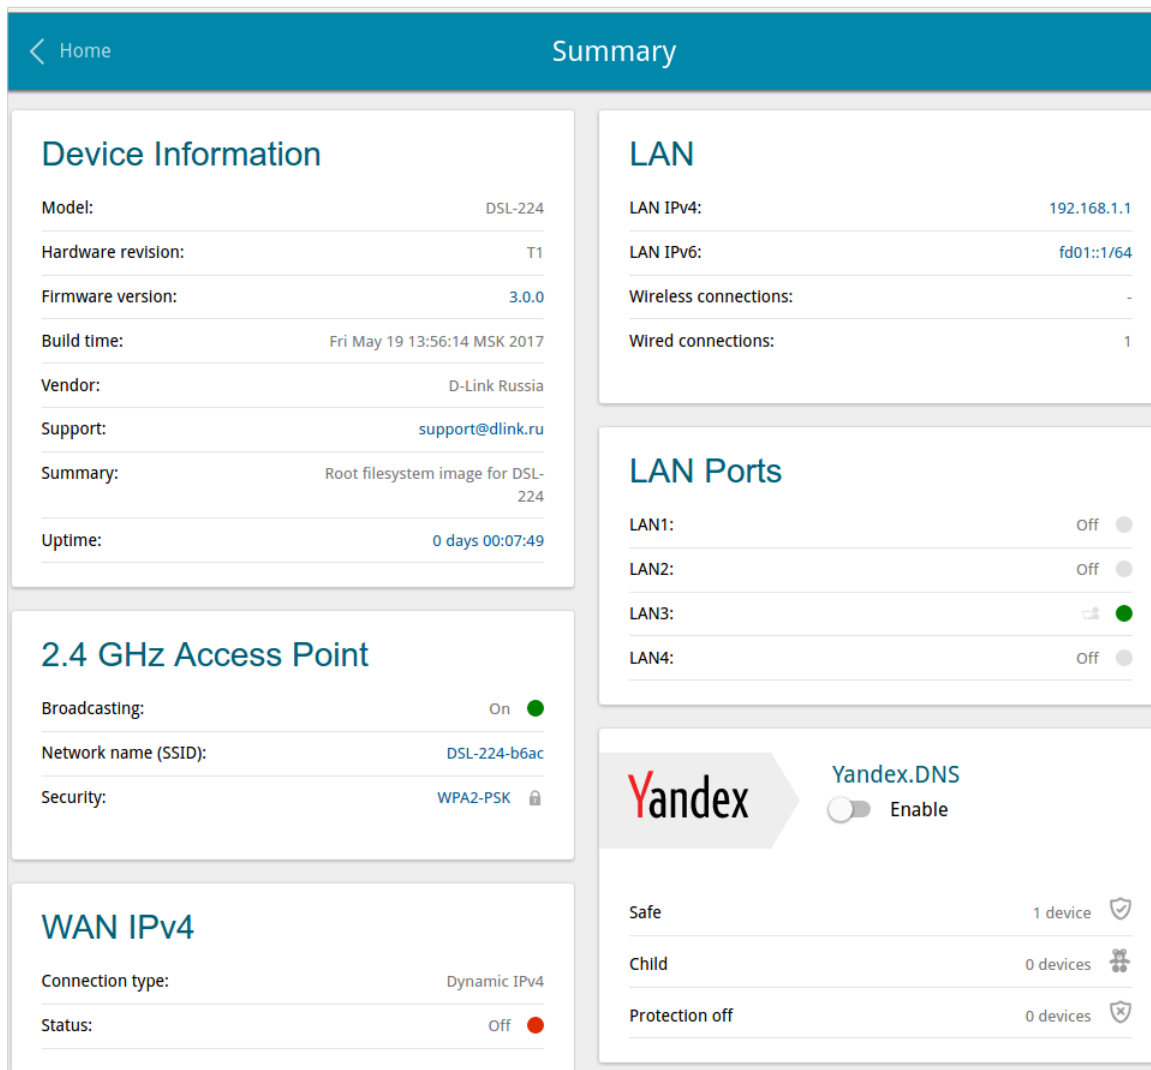 Home
Summary
Device Information
Model: DSL-224
Hardware revision: T1
Firmware version: 3.0.0
Build time: Fri May 19 13:56:14 MSK 2017
Vendor: D-Link Russia
Support: support@dlink.ru
Summary: Root filesystem image for DSL-
224
Uptime: 0 days 00:07:49
2.4 GHz Access Point
Broadcasting: On
Network name (SSID): DSL-224-b6ac
Security: WPA2-PSK
WAN IPv4
Connection type: Dynamic IPv4
Status: Off
LAN
LAN IPv4: 192.168.1.1
LAN IPv6: fd01::1/64
Wireless connections: -
Wired connections: 1
LAN Ports
LAN1: Off
LAN2: Off
LAN3:
LAN4: Off
Yandex
Yandex.DNS
Enable
Safe 1 device
Child 0 devices
Protection off 0 devices